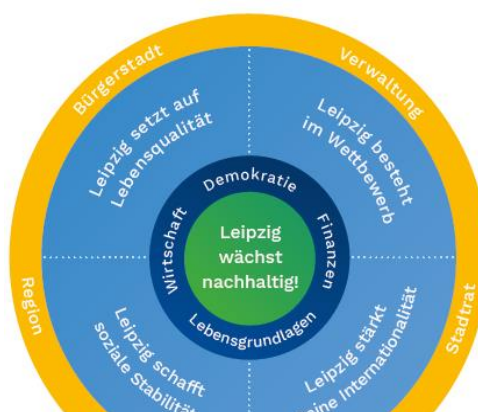 Bürgerstadt
Verwaltung
Leipzig setzt auf
Lebensqualität
Leipzig besteht
im Wettbewerb
Demokratie
Wirtschaft
Finanzen
Leipzig
wächst
nachhaltig!
Lebensgrundlagen
Region
Stadtrat
Leipzig schafft
soziale Stabilität
Leipzig stärkt
eine Internationalität